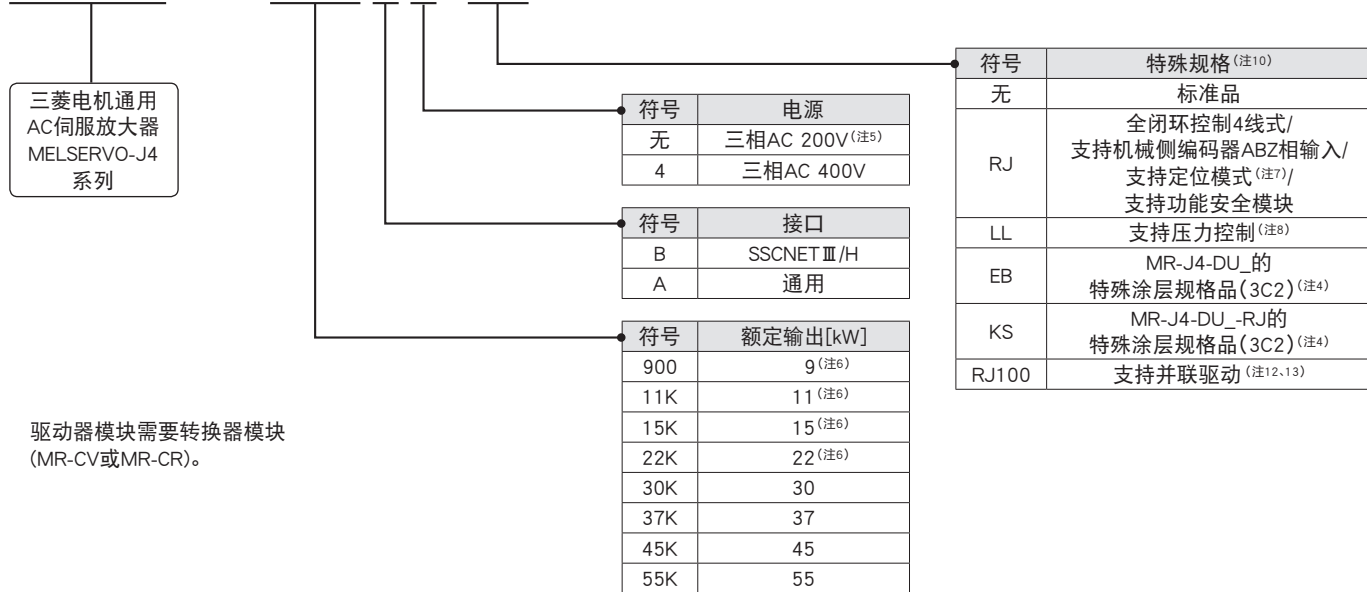 三菱电机通用
AC伺服放大器
MELSERVO-J4
系列
符号 电源
无 三相AC 200V(注5)
4 三相AC 400V
符号 接口
B SSCNETⅢ/H
A 通用
符号 额定输出[kW]
900 9(注6)
11K 11(注6)
15K 15(注6)
22K 22(注6)
30K 30
37K 37
45K 45
55K 55
符号 特殊规格(注10)
无 标准品
RJ 全闭环控制4线式/
支持机械侧编码器ABZ相输入/
支持定位模式(注7)/
支持功能安全模块
LL 支持压力控制(注8)
EB MR-J4-DU_的
特殊涂层规格品(3C2)(注4)
KS MR-J4-DU_-RJ的
特殊涂层规格品(3C2)(注4)
RJ100 支持并联驱动(注12、13)
驱动器模块需要转换器模块
(MR-CV或MR-CR)。